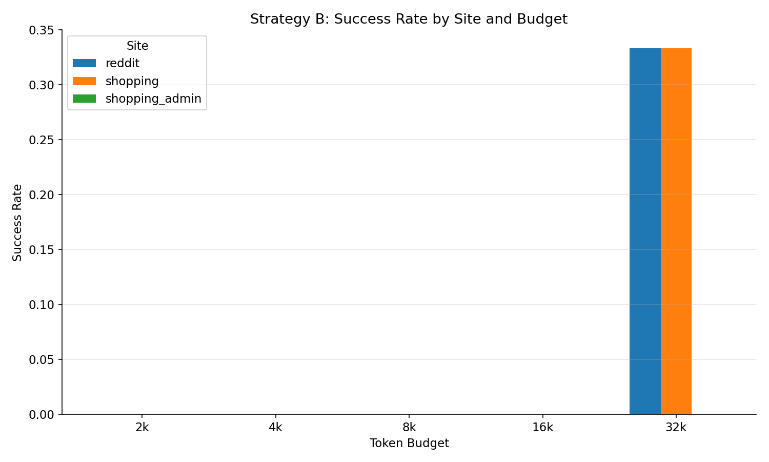 Strategy B: Success Rate by Site and Budget
Site
reddit
shopping
shopping_admin
Success Rate
0.35
0.30
0.25
0.20
0.15
0.10
0.05
0.00
2k
4k
8k
16k
32k
Token Budget